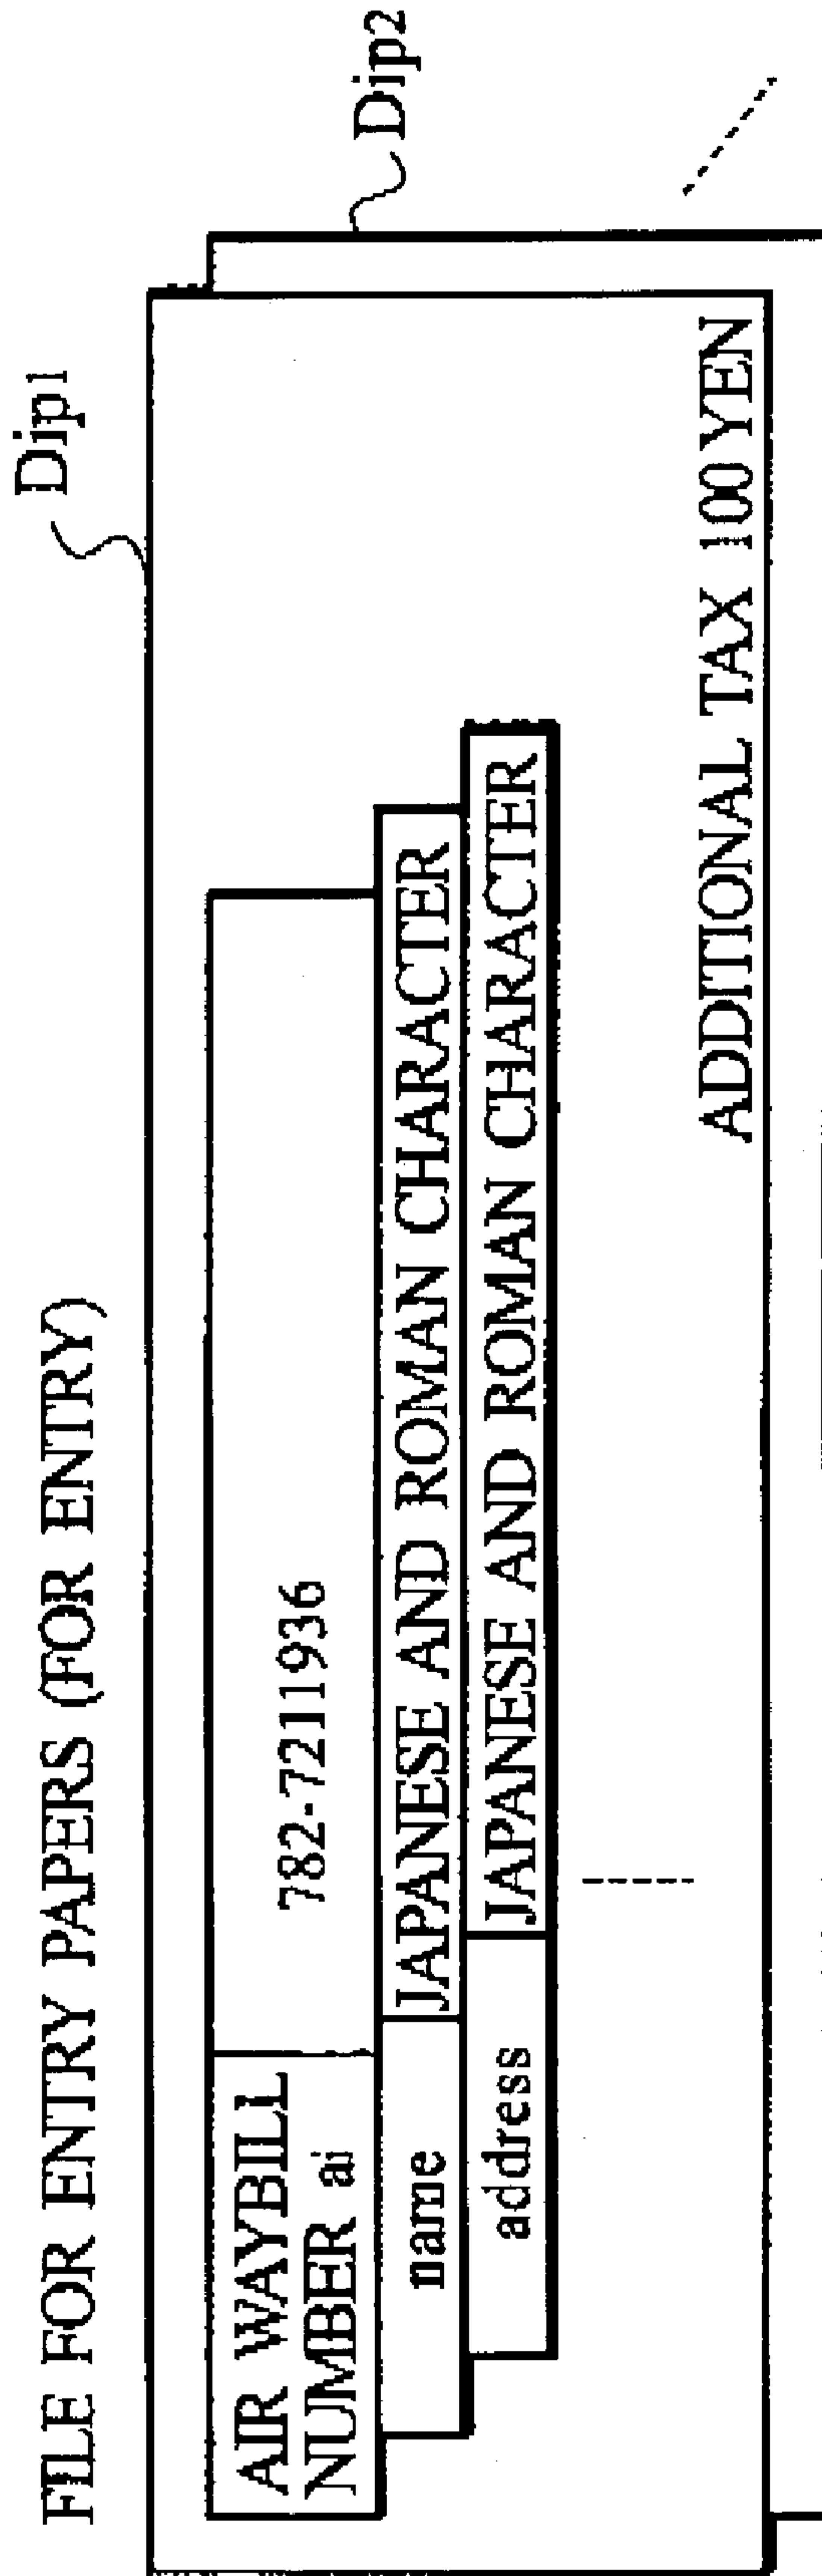 FILE FOR ENTRY PAPERS (FOR ENTRY)
Dip1
Dip2
AIR WAYBILL
NUMBER ai
782-7211936
name
JAPANESE AND ROMAN CHARACTER
address
JAPANESE AND ROMAN CHARACTER
ADDITIONAL TAX 100 YEN